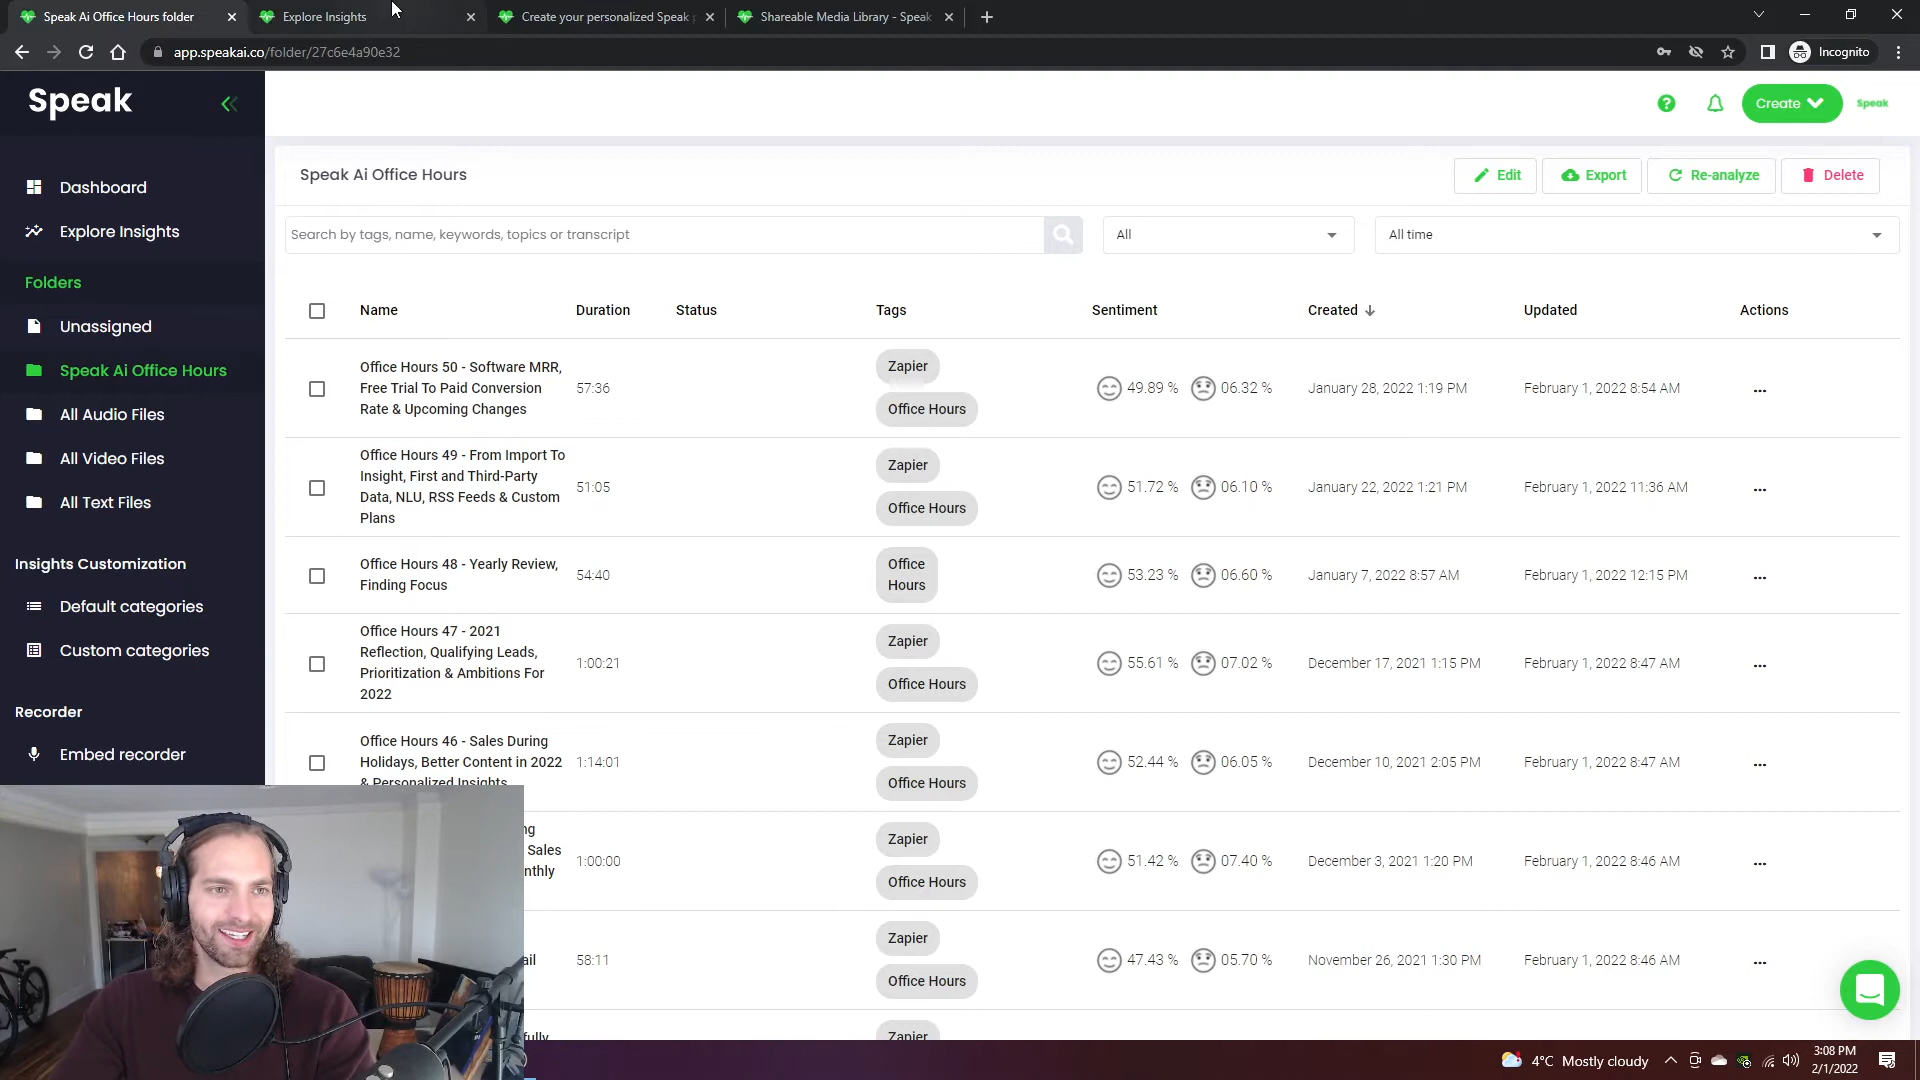 Speak Ai Office Hours folder
Explore Insights
Create your personalized Speak
Shareable Media Library - Speak
app.speakai.co/folder/27c6e4a90e32
Incognito
Speak
Create
Speak
Dashboard
Explore Insights
Folders
Unassigned
Speak Ai Office Hours
All Audio Files
All Video Files
All Text Files
Insights Customization
Default categories
Custom categories
Recorder
Embed recorder
Speak Ai Office Hours
Edit
Export
Re-analyze
Delete
Search by tags, name, keywords, topics or transcript
All
All time
Name Duration Status Tags Sentiment Created Updated Actions
Office Hours 50 - Software MRR,
Free Trial To Paid Conversion
Rate & Upcoming Changes
57:36
Zapier
Office Hours
49.89 % 06.32 %
January 28, 2022 1:19 PM
February 1, 2022 8:54 AM
...
Office Hours 49 - From Import To
Insight, First and Third-Party
Data, NLU, RSS Feeds & Custom
Plans
51:05
Zapier
Office Hours
51.72 % 06.10 %
January 22, 2022 1:21 PM
February 1, 2022 11:36 AM
...
Office Hours 48 - Yearly Review,
Finding Focus
54:40
Office
Hours
53.23 % 06.60 %
January 7, 2022 8:57 AM
February 1, 2022 12:15 PM
...
Office Hours 47 - 2021
Reflection, Qualifying Leads,
Prioritization & Ambitions For
2022
1:00:21
Zapier
Office Hours
55.61 % 07.02 %
December 17, 2021 1:15 PM
February 1, 2022 8:47 AM
...
Office Hours 46 - Sales During
Holidays, Better Content in 2022
& Personalized Insights
1:14:01
Zapier
Office Hours
52.44 % 06.05 %
December 10, 2021 2:05 PM
February 1, 2022 8:47 AM
...
ng
Sales
nthly
1:00:00
Zapier
Office Hours
51.42 % 07.40 %
December 3, 2021 1:20 PM
February 1, 2022 8:46 AM
...
ail
58:11
Zapier
Office Hours
47.43 % 05.70 %
November 26, 2021 1:30 PM
February 1, 2022 8:46 AM
...
fully
Zapier
4°C Mostly cloudy
3:08 PM
2/1/2022